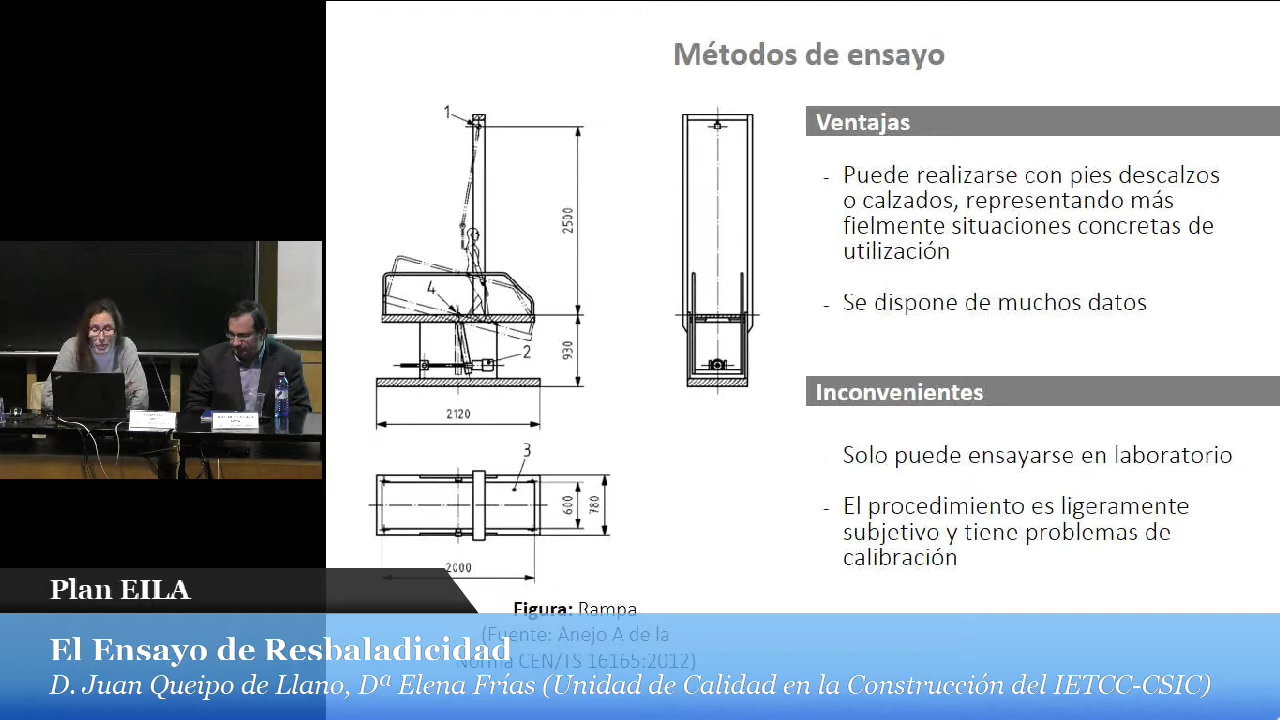 Métodos de ensayo
1
2500
4
2
930
2120
3
600
780
2000
Figura: Rampa
(Fuente: Anejo A de la
Norma CEN/TS 16165:2012)
Ventajas
- Puede realizarse con pies descalzos
o calzados, representando más
fielmente situaciones concretas de
utilización
- Se dispone de muchos datos
Inconvenientes
Solo puede ensayarse en laboratorio
- El procedimiento es ligeramente
subjetivo y tiene problemas de
calibración
Plan EILA
El Ensayo de Resbaladicidad
D. Juan Queipo de Llano, Dª Elena Frías (Unidad de Calidad en la Construcción del IETCC-CSIC)